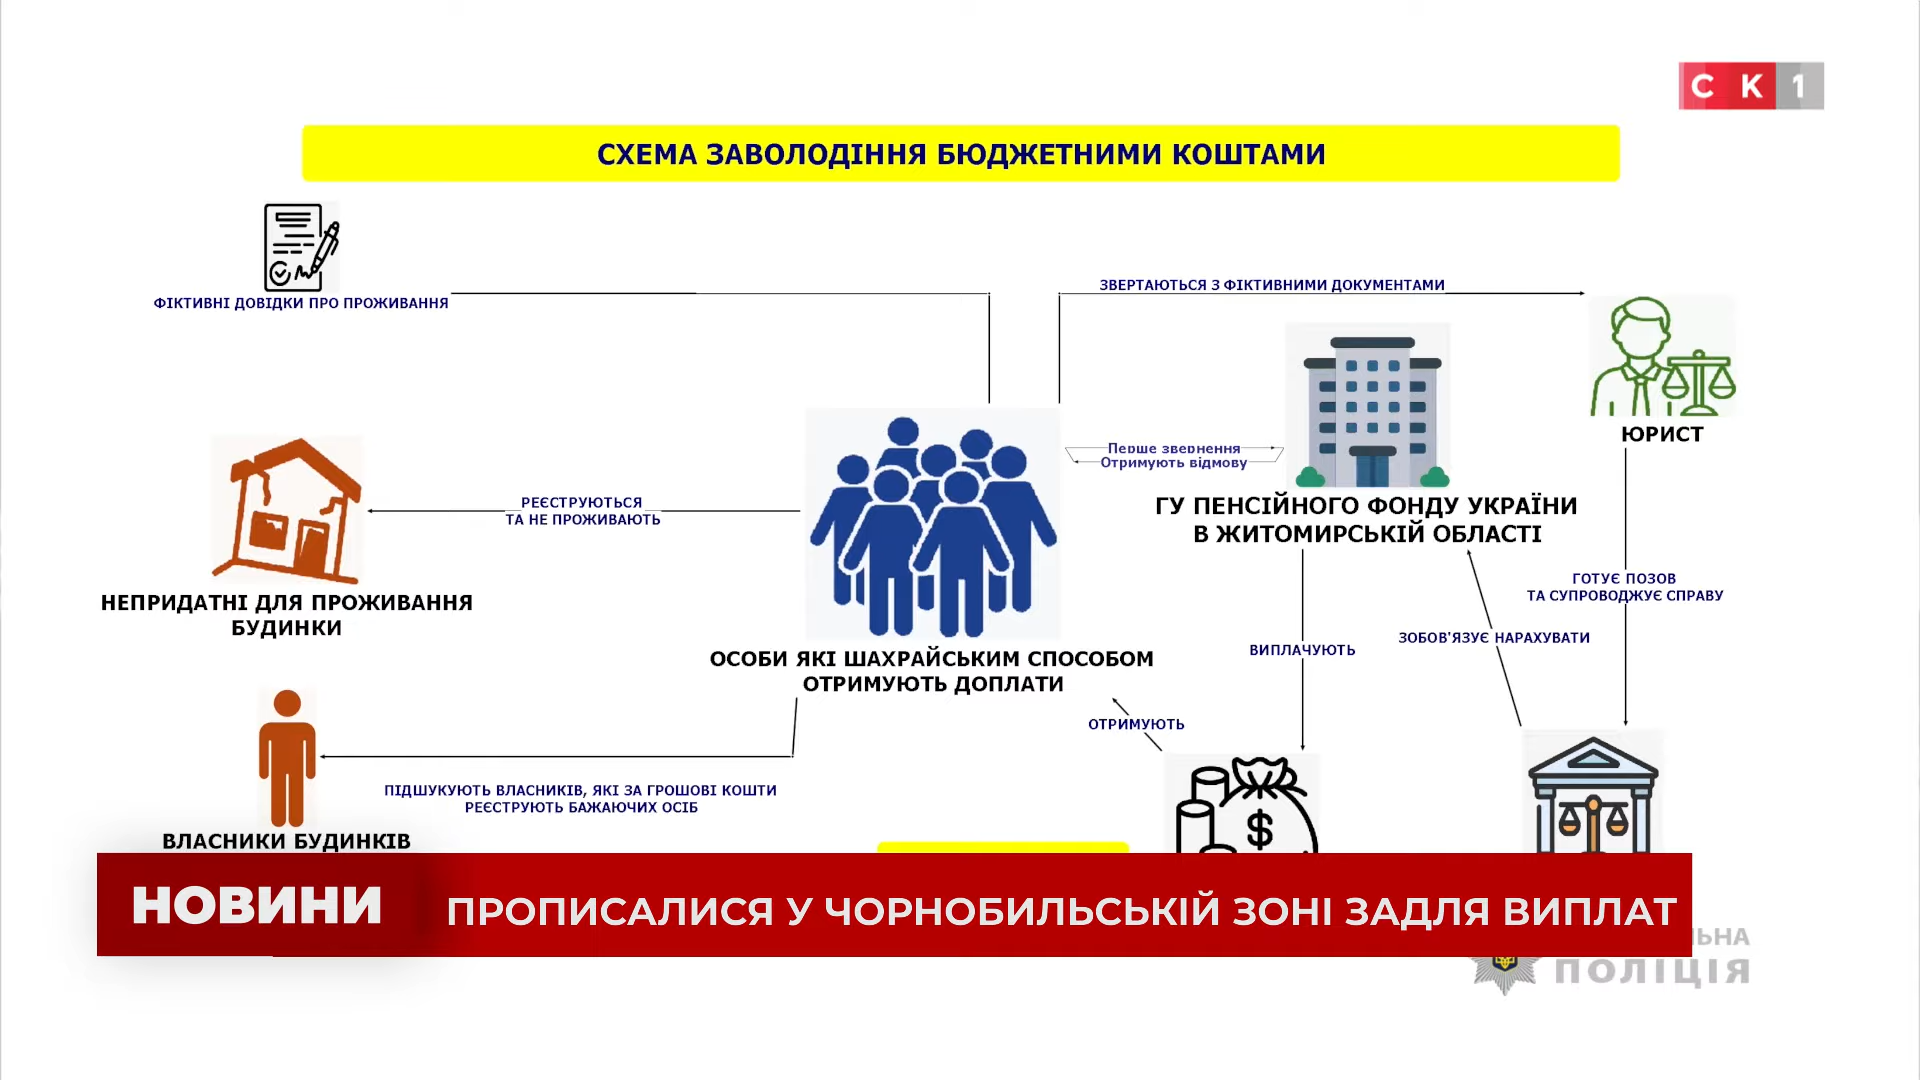 СК1
СХЕМА ЗАВОЛОДІННЯ БЮДЖЕТНИМИ КОШТАМИ
ФІКТИВНІ ДОВІДКИ ПРО ПРОЖИВАННЯ
ЗВЕРТАЮТЬСЯ З ФІКТИВНИМИ ДОКУМЕНТАМИ
ЮРИСТ
Перше звернення
Отримують відмову
ГУ ПЕНСІЙНОГО ФОНДУ УКРАЇНИ
В ЖИТОМИРСЬКІЙ ОБЛАСТІ
РЕЄСТРУЮТЬСЯ
ТА НЕ ПРОЖИВАЮТЬ
НЕПРИДАТНІ ДЛЯ ПРОЖИВАННЯ
БУДИНКИ
ГОТУЄ ПОЗОВ
ТА СУПРОВОДЖУЄ СПРАВУ
ЗОБОВ'ЯЗУЄ НАРАХУВАТИ
ВИПЛАЧУЮТЬ
ОСОБИ ЯКІ ШАХРАЙСЬКИМ СПОСОБОМ
ОТРИМУЮТЬ ДОПЛАТИ
ОТРИМУЮТЬ
ПІДШУКУЮТЬ ВЛАСНИКІВ, ЯКІ ЗА ГРОШОВІ КОШТИ
РЕЄСТРУЮТЬ БАЖАЮЧИХ ОСІБ
ВЛАСНИКИ БУДИНКІВ
$
НОВИНИ
ПРОПИСАЛИСЯ У ЧОРНОБИЛЬСЬКІЙ ЗОНІ ЗАДЛЯ ВИПЛАТ
ПОЛІЦІЯ